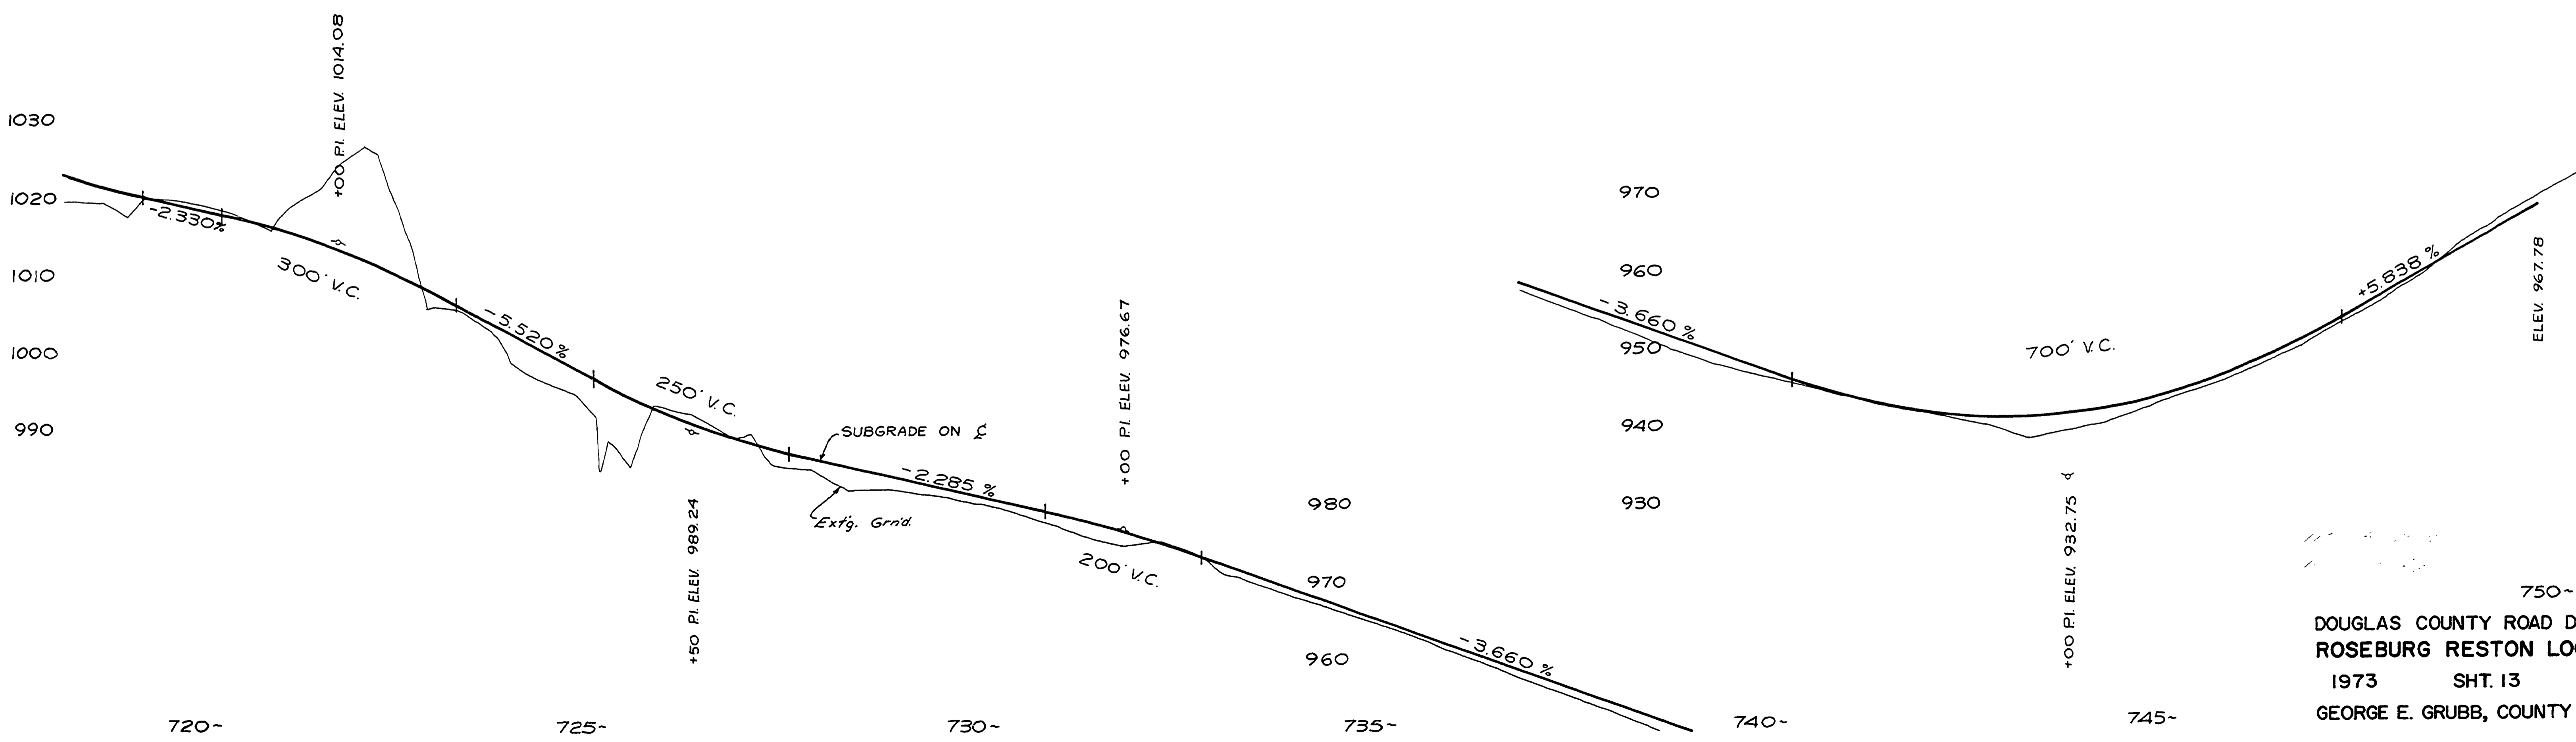 +00 P.I. ELEV. 1014.08
1030
1020
1010
1000
990
-2.330%
300' V.C.
-5.520%
250' V.C.
+50 P.I. ELEV. 989.24
SUBGRADE ON ℄
Ext'g. Grn'd.
-2.285 %
+00 P.I. ELEV. 976.67
200' V.C.
980
970
960
-3.660 %
970
960
950
940
930
-3.660 %
700' V.C.
+5.838 %
ELEV. 967.78
+00 P.I. ELEV. 932.75
720~ 725~ 730~ 735~ 740~ 745~
750~
DOUGLAS COUNTY ROAD D
ROSEBURG RESTON LO
1973 SHT. 13
GEORGE E. GRUBB, COUNTY